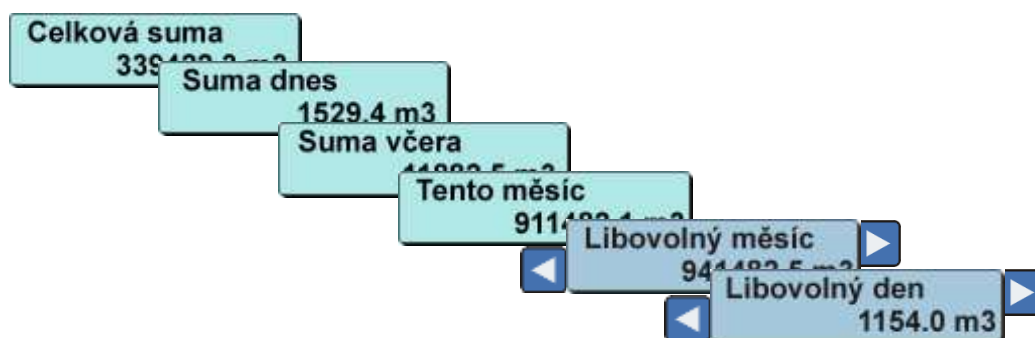 Celková suma
Suma dnes
1529.4 m3
Suma včera
Tento měsíc
Libovolný měsíc
Libovolný den
1154.0 m3